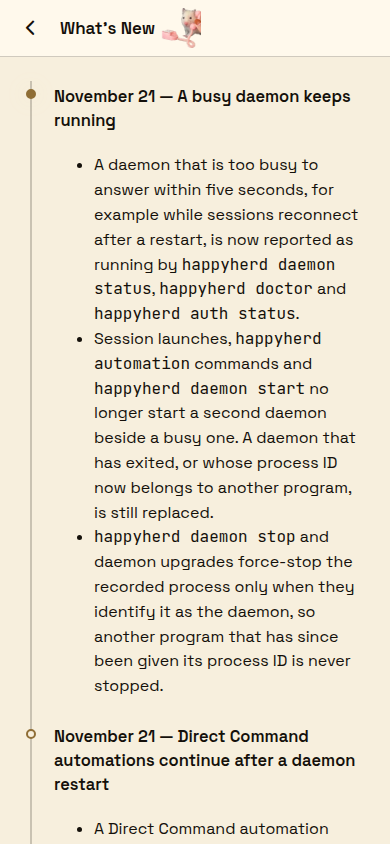 What's New
November 21 — A busy daemon keeps
running
A daemon that is too busy to
answer within five seconds, for
example while sessions reconnect
after a restart, is now reported as
running by happyherd daemon
status, happyherd doctor and
happyherd auth status.
Session launches, happyherd
automation commands and
happyherd daemon start no
longer start a second daemon
beside a busy one. A daemon that
has exited, or whose process ID
now belongs to another program,
is still replaced.
happyherd daemon stop and
daemon upgrades force-stop the
recorded process only when they
identify it as the daemon, so
another program that has since
been given its process ID is never
stopped.
November 21 — Direct Command
automations continue after a daemon
restart
A Direct Command automation